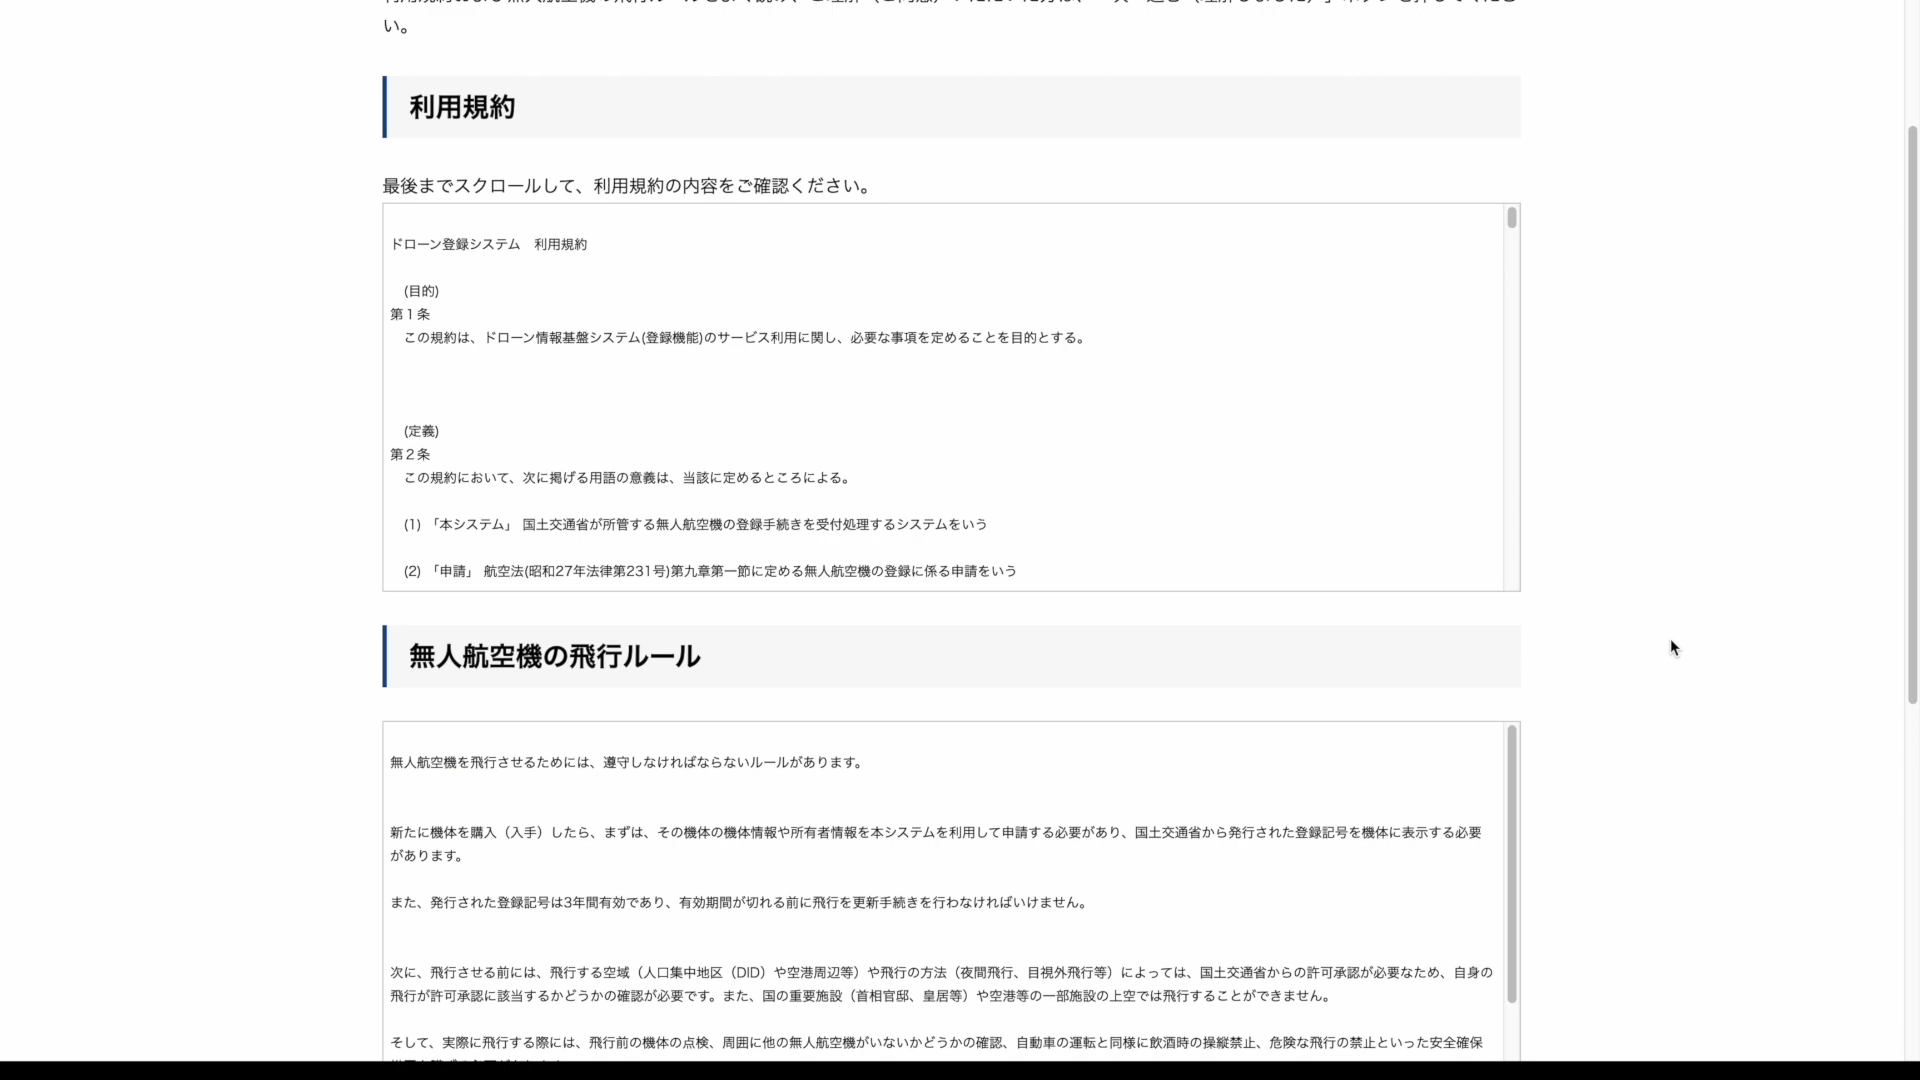 い。
利用規約
最後までスクロールして、利用規約の内容をご確認ください。
ドローン登録システム　利用規約
(目的)
第１条
この規約は、ドローン情報基盤システム(登録機能)のサービス利用に関し、必要な事項を定めることを目的とする。
(定義)
第２条
この規約において、次に掲げる用語の意義は、当該に定めるところによる。
(1) 「本システム」 国土交通省が所管する無人航空機の登録手続きを受付処理するシステムをいう
(2) 「申請」 航空法(昭和27年法律第231号)第九章第一節に定める無人航空機の登録に係る申請をいう
無人航空機の飛行ルール
無人航空機を飛行させるためには、遵守しなければならないルールがあります。
新たに機体を購入（入手）したら、まずは、その機体の機体情報や所有者情報を本システムを利用して申請する必要があり、国土交通省から発行された登録記号を機体に表示する必要
があります。
また、発行された登録記号は3年間有効であり、有効期間が切れる前に飛行を更新手続きを行わなければいけません。
次に、飛行させる前には、飛行する空域（人口集中地区（DID）や空港周辺等）や飛行の方法（夜間飛行、目視外飛行等）によっては、国土交通省からの許可承認が必要なため、自身の
飛行が許可承認に該当するかどうかの確認が必要です。また、国の重要施設（首相官邸、皇居等）や空港等の一部施設の上空では飛行することができません。
そして、実際に飛行する際には、飛行前の機体の点検、周囲に他の無人航空機がいないかどうかの確認、自動車の運転と同様に飲酒時の操縦禁止、危険な飛行の禁止といった安全確保